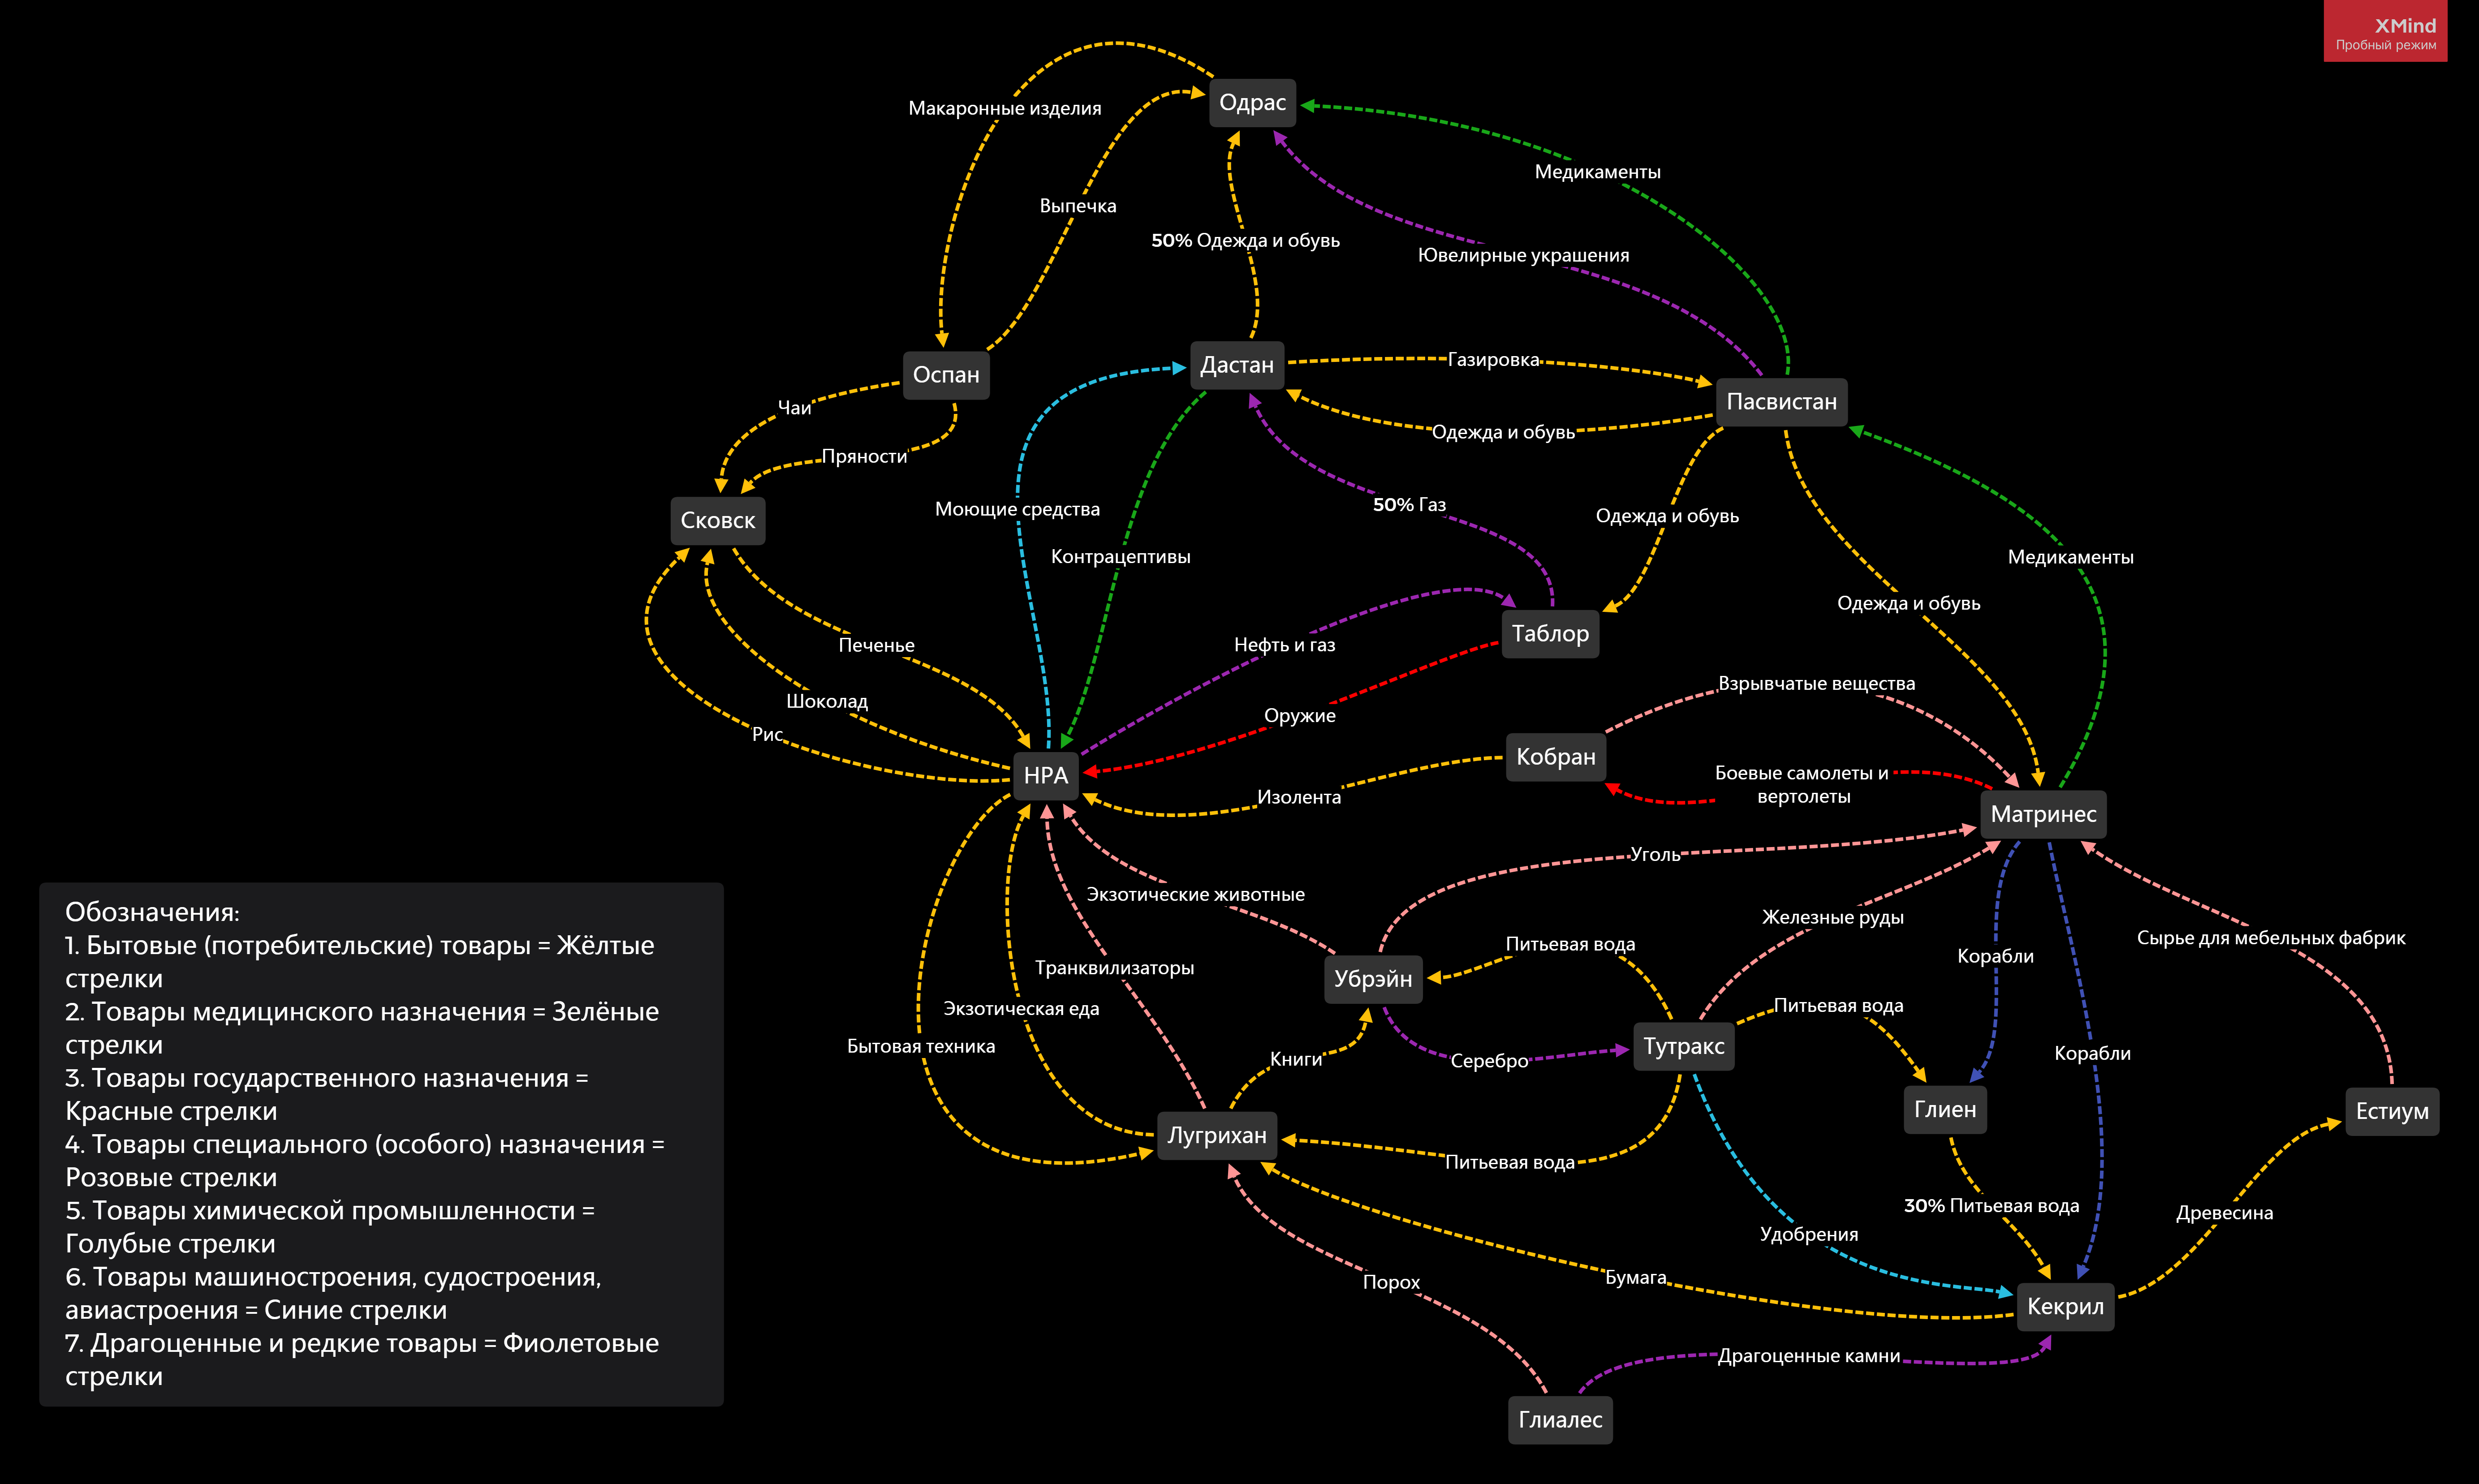 XMind
Пробный режим
Одрас
Макаронные изделия
Медикаменты
Выпечка
50% Одежда и обувь
Ювелирные украшения
Оспан
Дастан
Газировка
Пасвистан
Чаи
Одежда и обувь
Пряности
50% Газ
Моющие средства
Одежда и обувь
Сковск
Контрацептивы
Медикаменты
Одежда и обувь
Таблор
Печенье
Нефть и газ
Взрывчатые вещества
Шоколад
Оружие
Рис
Кобран
НРА
Боевые самолеты и
вертолеты
Изолента
Матринес
Уголь
Экзотические животные
Железные руды
Сырье для мебельных фабрик
Питьевая вода
Корабли
Транквилизаторы
Убрэйн
Экзотическая еда
Питьевая вода
Бытовая техника
Тутракс
Книги
Серебро
Корабли
Глиен
Естиум
Лугрихан
Питьевая вода
30% Питьевая вода
Древесина
Удобрения
Бумага
Порох
Кекрил
Драгоценные камни
Глиалес
Обозначения:
1. Бытовые (потребительские) товары = Жёлтые
стрелки
2. Товары медицинского назначения = Зелёные
стрелки
3. Товары государственного назначения =
Красные стрелки
4. Товары специального (особого) назначения =
Розовые стрелки
5. Товары химической промышленности =
Голубые стрелки
6. Товары машиностроения, судостроения,
авиастроения = Синие стрелки
7. Драгоценные и редкие товары = Фиолетовые
стрелки